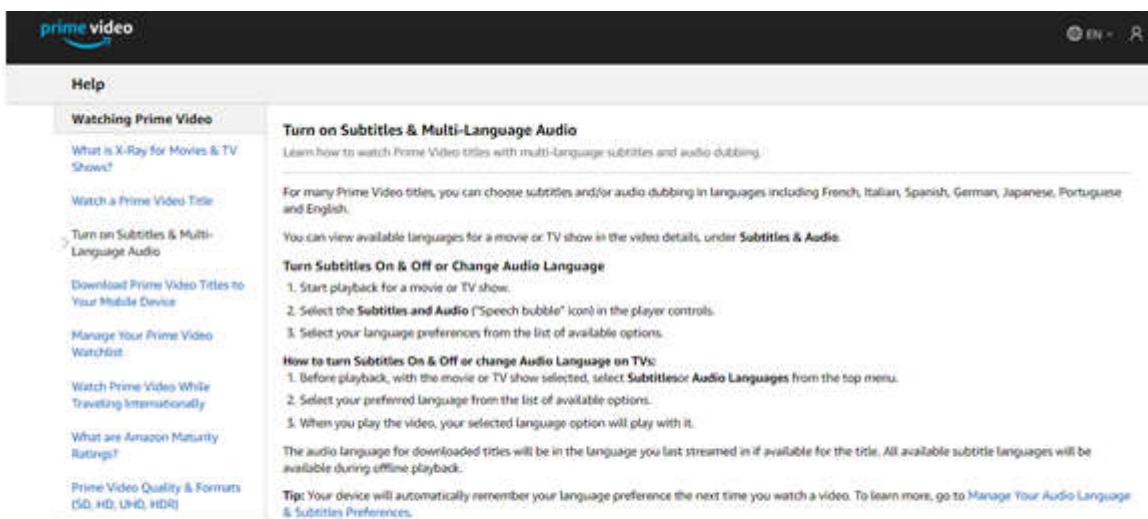 prime video
EN
Help
Watching Prime Video
What is X-Ray for Movies & TV
Shows?
Watch a Prime Video Title
Turn on Subtitles & Multi-
Language Audio
Download Prime Video Titles to
Your Mobile Device
Manage Your Prime Video
Watchlist
Watch Prime Video While
Traveling Internationally
What are Amazon Maturity
Ratings?
Prime Video Quality & Formats
(SD, HD, UHD, HDR)
Turn on Subtitles & Multi-Language Audio
Learn how to watch Prime Video titles with multi-language subtitles and audio dubbing.
For many Prime Video titles, you can choose subtitles and/or audio dubbing in languages including French, Italian, Spanish, German, Japanese, Portuguese
and English.
You can view available languages for a movie or TV show in the video details, under Subtitles & Audio.
Turn Subtitles On & Off or Change Audio Language
1. Start playback for a movie or TV show.
2. Select the Subtitles and Audio ("Speech bubble" icon) in the player controls.
3. Select your language preferences from the list of available options.
How to turn Subtitles On & Off or change Audio Language on TVs:
1. Before playback, with the movie or TV show selected, select Subtitlesor Audio Languages from the top menu.
2. Select your preferred language from the list of available options.
3. When you play the video, your selected language option will play with it.
The audio language for downloaded titles will be in the language you last streamed in if available for the title. All available subtitle languages will be
available during offline playback.
Tip: Your device will automatically remember your language preference the next time you watch a video. To learn more, go to Manage Your Audio Language
& Subtitles Preferences.